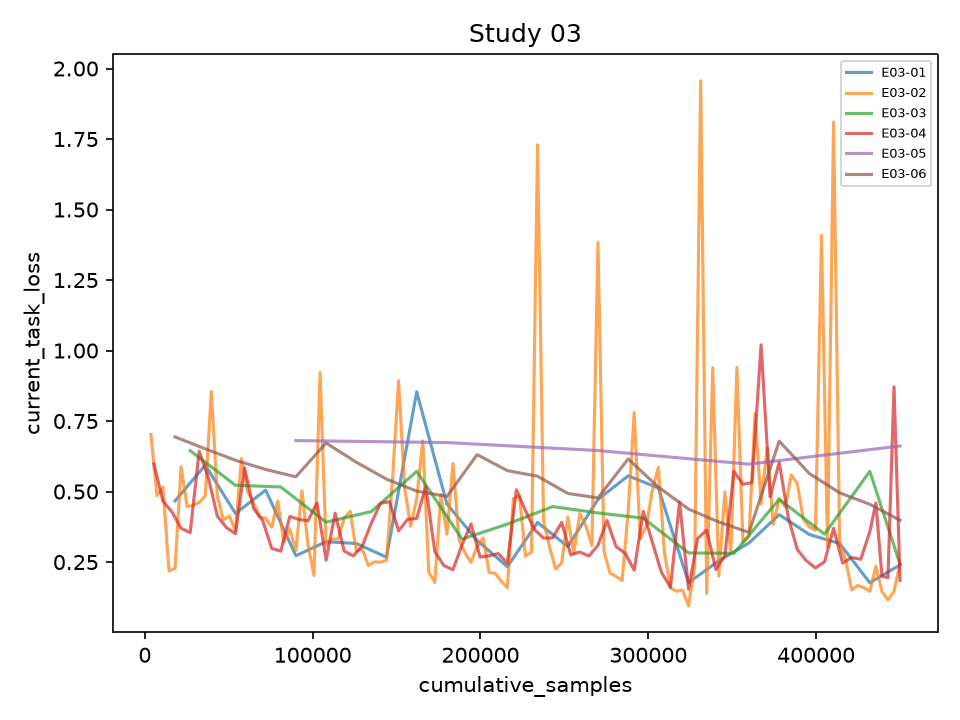 Study 03
2.00
1.75
1.50
1.25
1.00
0.75
0.50
0.25
current_task_loss
E03-01
E03-02
E03-03
E03-04
E03-05
E03-06
0 100000 200000 300000 400000
cumulative_samples